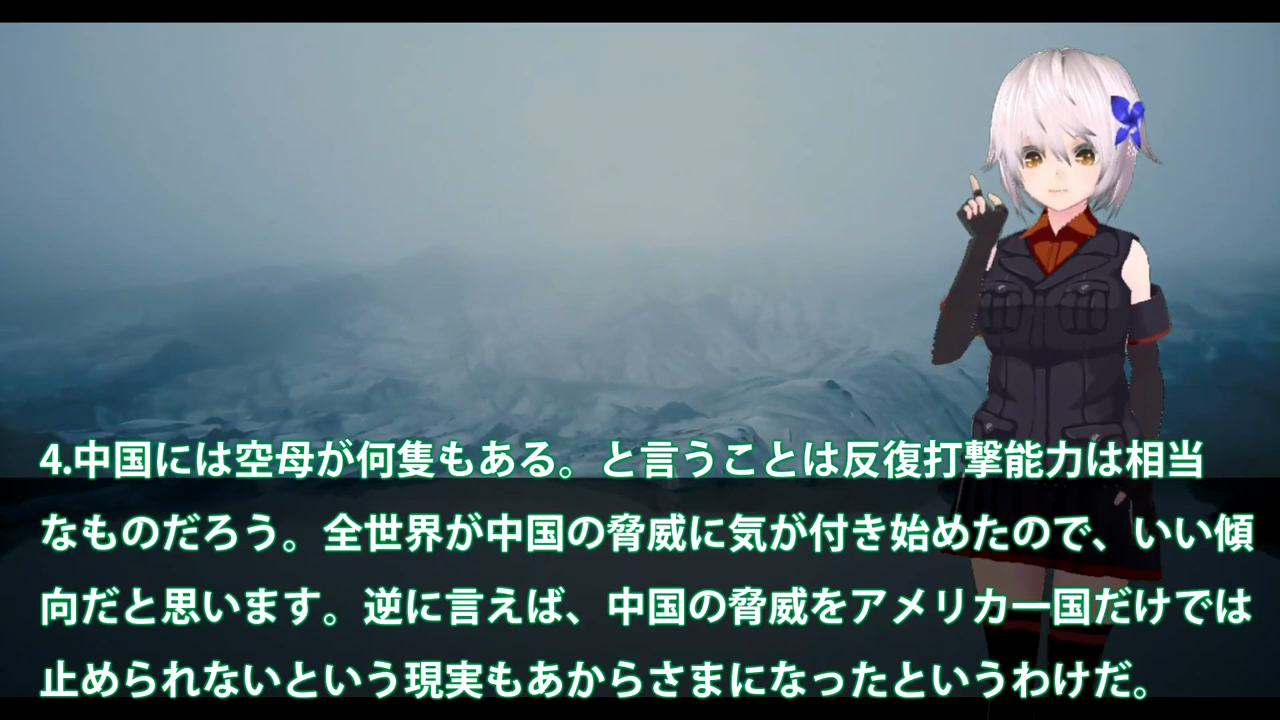 4.中国には空母が何隻もある。と言うことは反復打撃能力は相当
なものだろう。全世界が中国の脅威に気が付き始めたので、いい傾
向だと思います。逆に言えば、中国の脅威をアメリカ一国だけでは
止められないという現実もあからさまになったというわけだ。